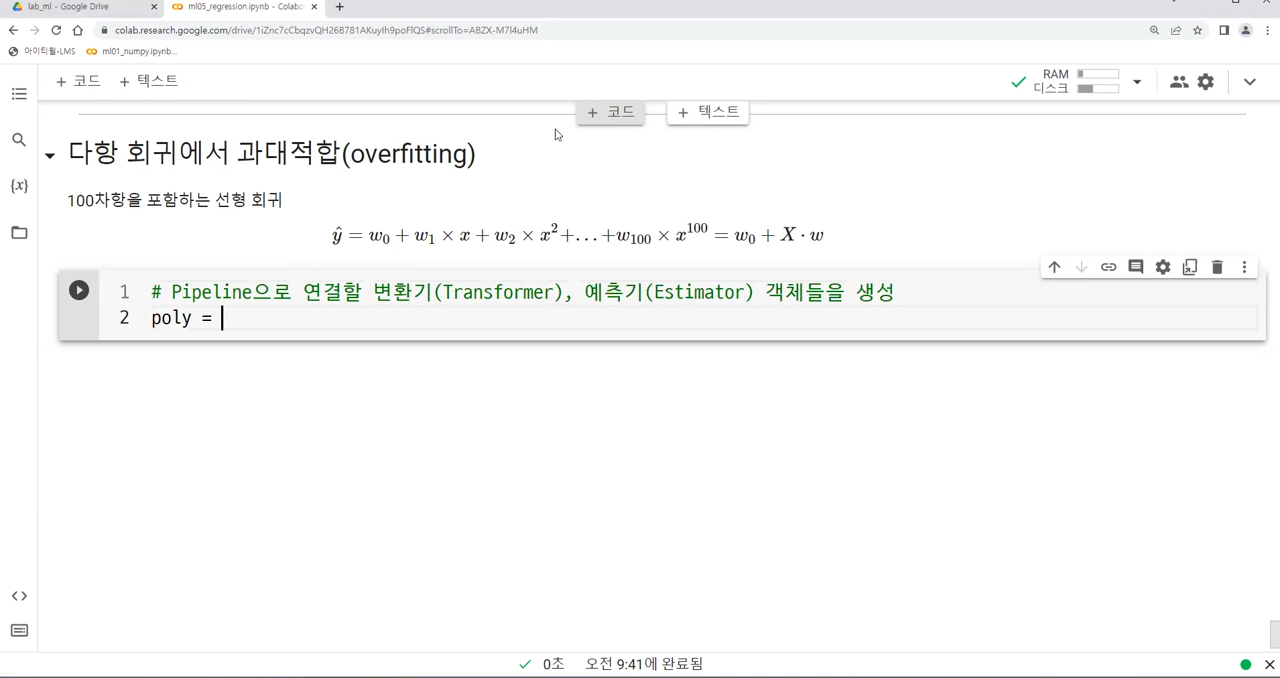 lab_ml - Google Drive
ml05_regression.ipynb - Colabo
colab.research.google.com/drive/1iZnc7cCbqzvQH26B781AKuyIh9poFlQS#scrollTo=ABZX-M7l4uHM
아이티윌-LMS
ml01_numpy.ipynb...
+ 코드 + 텍스트
RAM
디스크
+ 코드 + 텍스트
다항 회귀에서 과대적합(overfitting)
100차항을 포함하는 선형 회귀
ŷ = w₀ + w₁ × x + w₂ × x² + ... + w₁₀₀ × x¹⁰⁰ = w₀ + X · w
{x}
1 # Pipeline으로 연결할 변환기(Transformer), 예측기(Estimator) 객체들을 생성
2 poly =
0초 오전 9:41에 완료됨